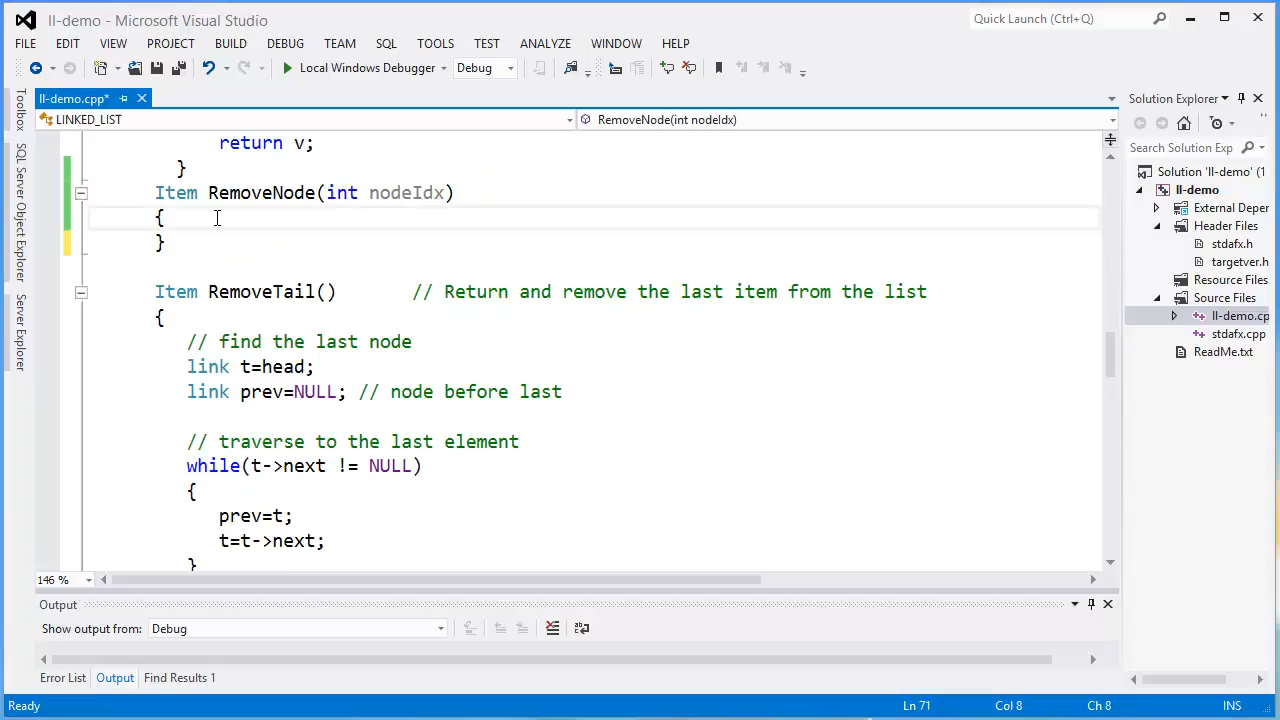 ll-demo - Microsoft Visual Studio
Quick Launch (Ctrl+Q)
FILE EDIT VIEW PROJECT BUILD DEBUG TEAM SQL TOOLS TEST ANALYZE WINDOW HELP
Local Windows Debugger Debug
ll-demo.cpp*
LINKED_LIST RemoveNode(int nodeIdx)
return v;
}
Item RemoveNode(int nodeIdx)
{
}
Item RemoveTail() // Return and remove the last item from the list
{
// find the last node
link t=head;
link prev=NULL; // node before last
// traverse to the last element
while(t->next != NULL)
{
prev=t;
t=t->next;
}
146 %
Toolbox
SQL Server Object Explorer
Server Explorer
Solution Explorer
Search Solution Exp
Solution 'll-demo' (1
ll-demo
External Deper
Header Files
stdafx.h
targetver.h
Resource Files
Source Files
ll-demo.cp
stdafx.cpp
ReadMe.txt
Output
Show output from: Debug
Error List Output Find Results 1
Ready Ln 71 Col 8 Ch 8 INS